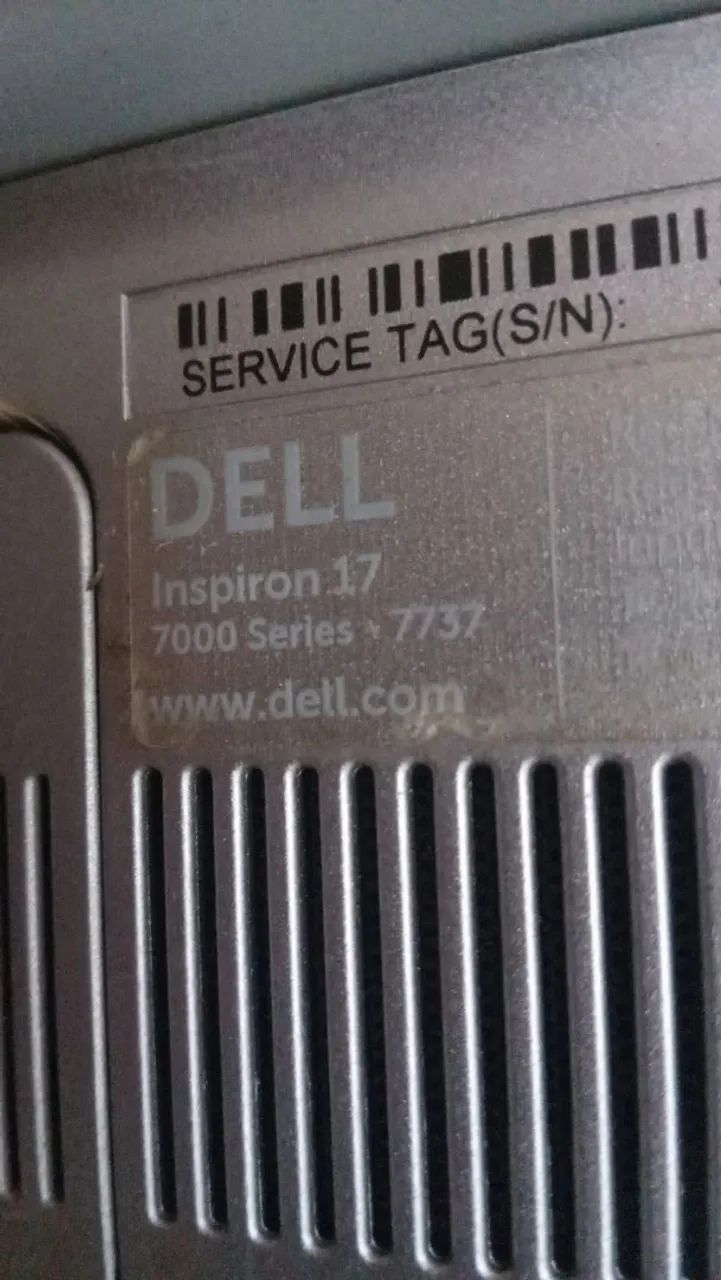 SERVICE TAG(S/N):
DELL
Inspiron 17
7000 Series - 7737
www.dell.com